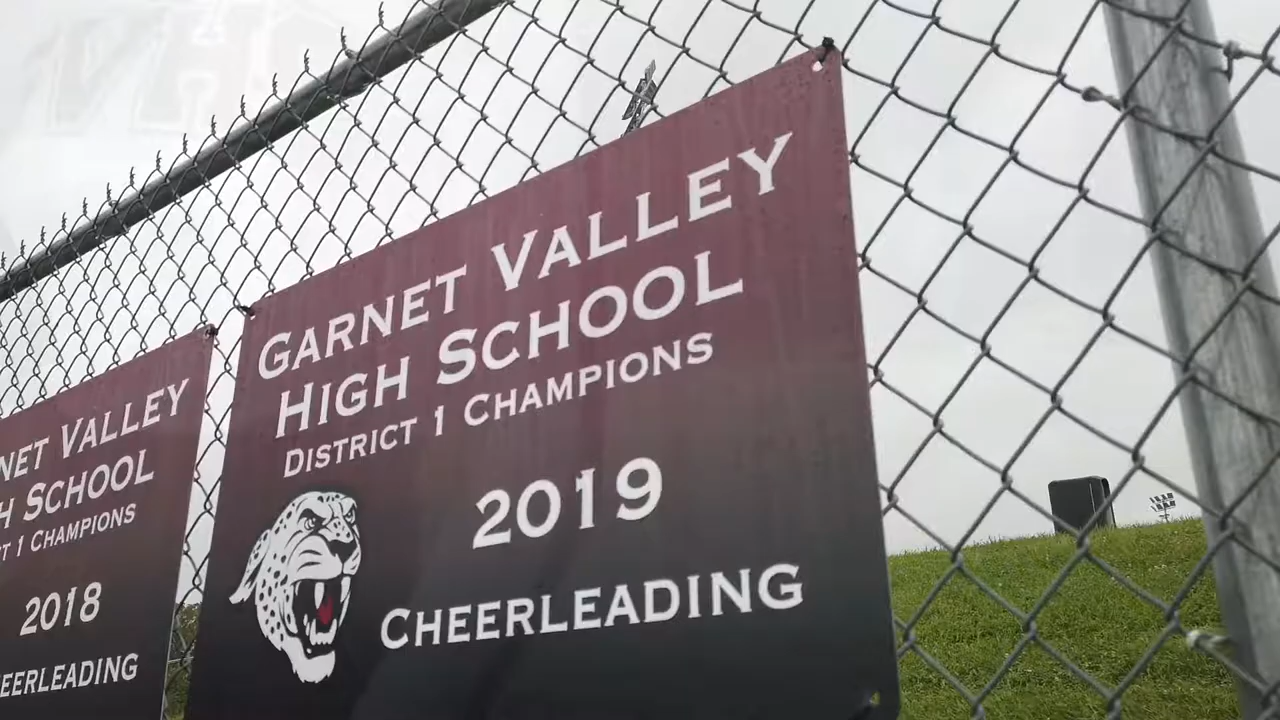 NET VALLEY
H SCHOOL
T 1 CHAMPIONS
2018
EERLEADING
GARNET VALLEY
HIGH SCHOOL
DISTRICT 1 CHAMPIONS
2019
CHEERLEADING